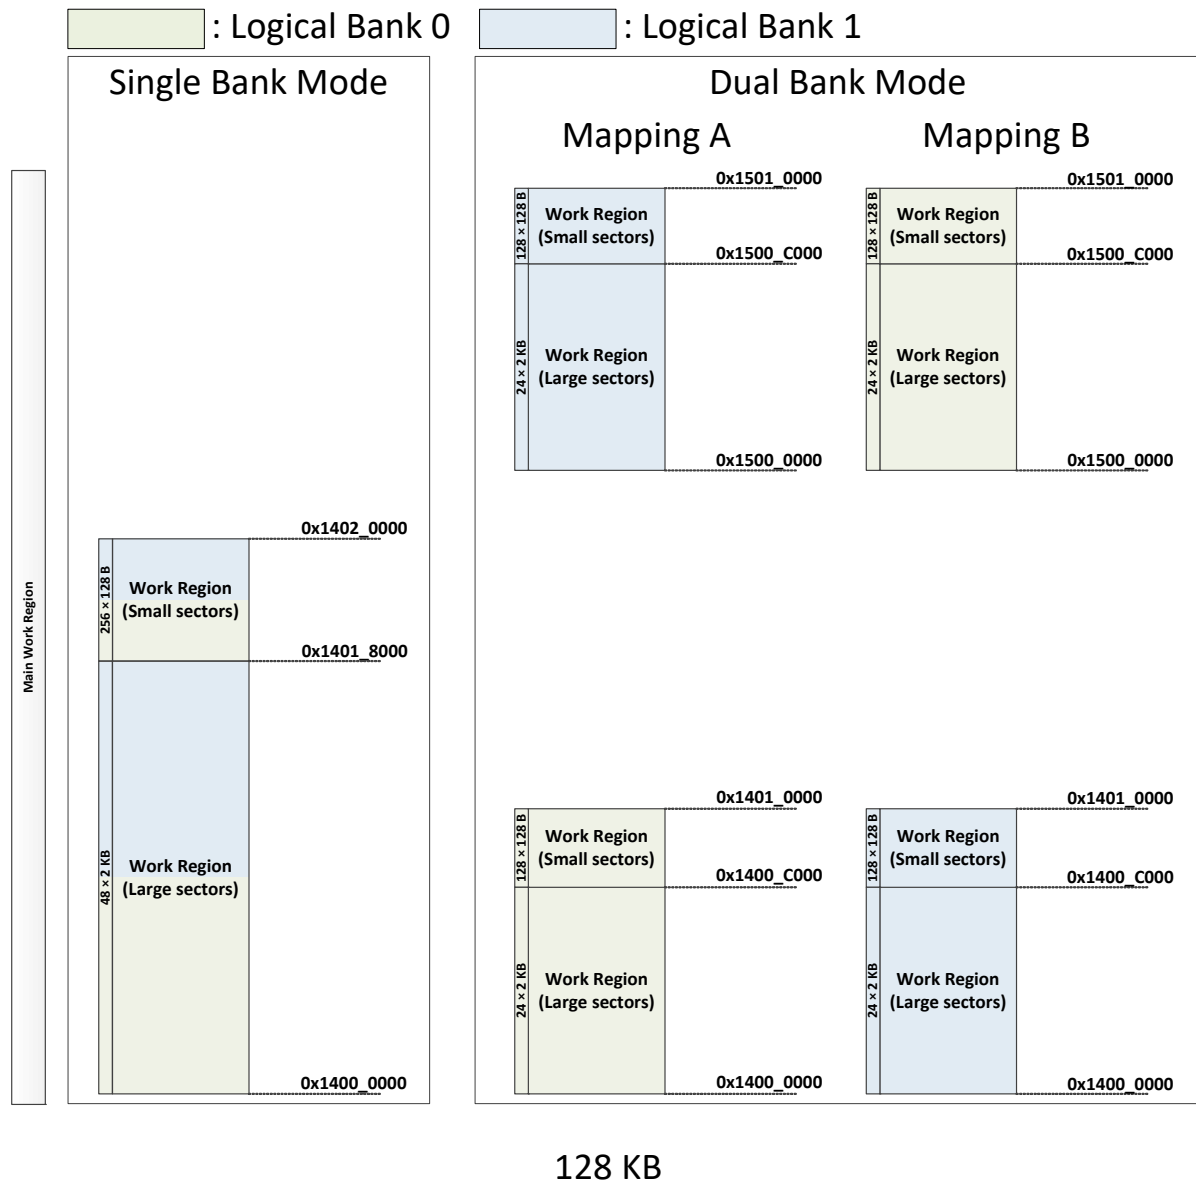 : Logical Bank 0
: Logical Bank 1
Single Bank Mode
Dual Bank Mode
Mapping A
Mapping B
Main Work Region
0x1402_0000
256 × 128 B
Work Region
(Small sectors)
0x1401_8000
48 × 2 KB
Work Region
(Large sectors)
0x1400_0000
0x1501_0000
128 × 128 B
Work Region
(Small sectors)
0x1500_C000
24 × 2 KB
Work Region
(Large sectors)
0x1500_0000
0x1401_0000
128 × 128 B
Work Region
(Small sectors)
0x1400_C000
24 × 2 KB
Work Region
(Large sectors)
0x1400_0000
0x1501_0000
128 × 128 B
Work Region
(Small sectors)
0x1500_C000
24 × 2 KB
Work Region
(Large sectors)
0x1500_0000
0x1401_0000
128 × 128 B
Work Region
(Small sectors)
0x1400_C000
24 × 2 KB
Work Region
(Large sectors)
0x1400_0000
128 KB